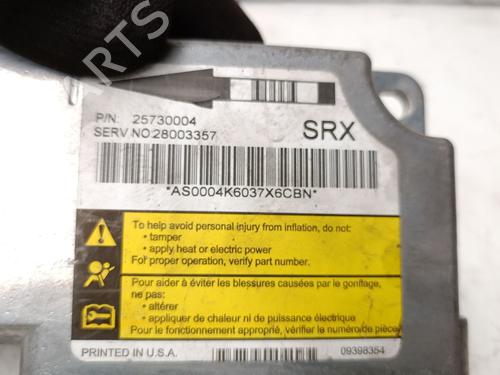 PARTS
P/N: 25730004
SERV NO:28003357
SRX
*AS0004K6037X6CBN*
To help avoid personal injury from inflation, do not:
• tamper
• apply heat or electric power
For proper operation, verify part number.
Pour aider à éviter les blessures causées par le gonflage,
ne pas:
• altérer
• appliquer de chaleur ni de puissance électrique
Pour le fonctionnement approprié, vérifier le numéro de pièce
PRINTED IN U.S.A.
09398354